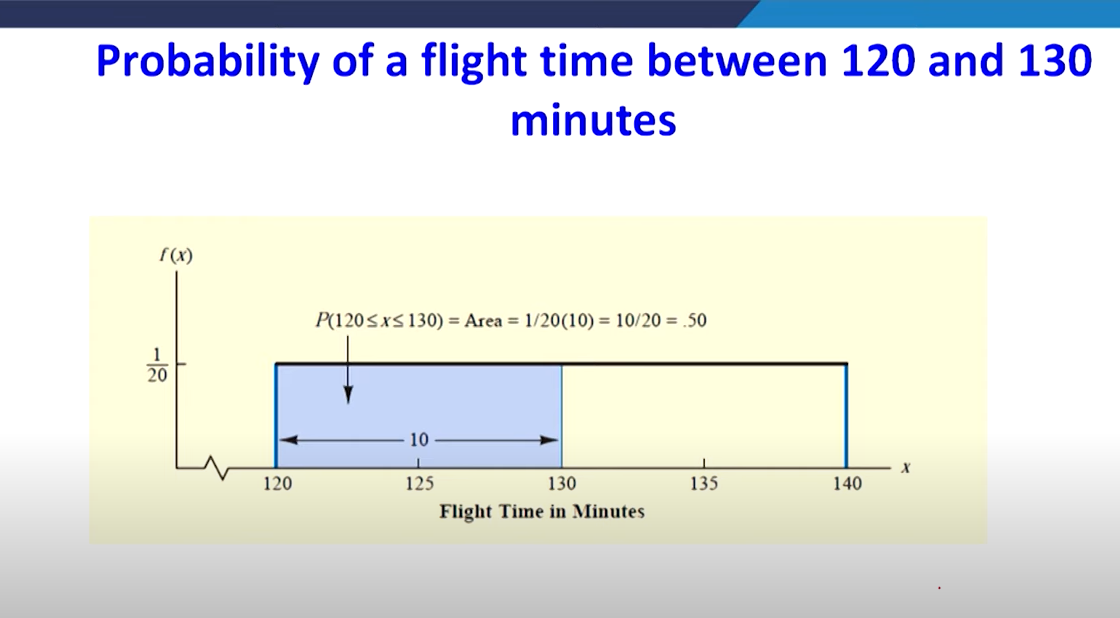 Probability of a flight time between 120 and 130
minutes
f(x)
P(120≤x≤130) = Area = 1/20(10) = 10/20 = .50
1
20
10
x
120 125 130 135 140
Flight Time in Minutes